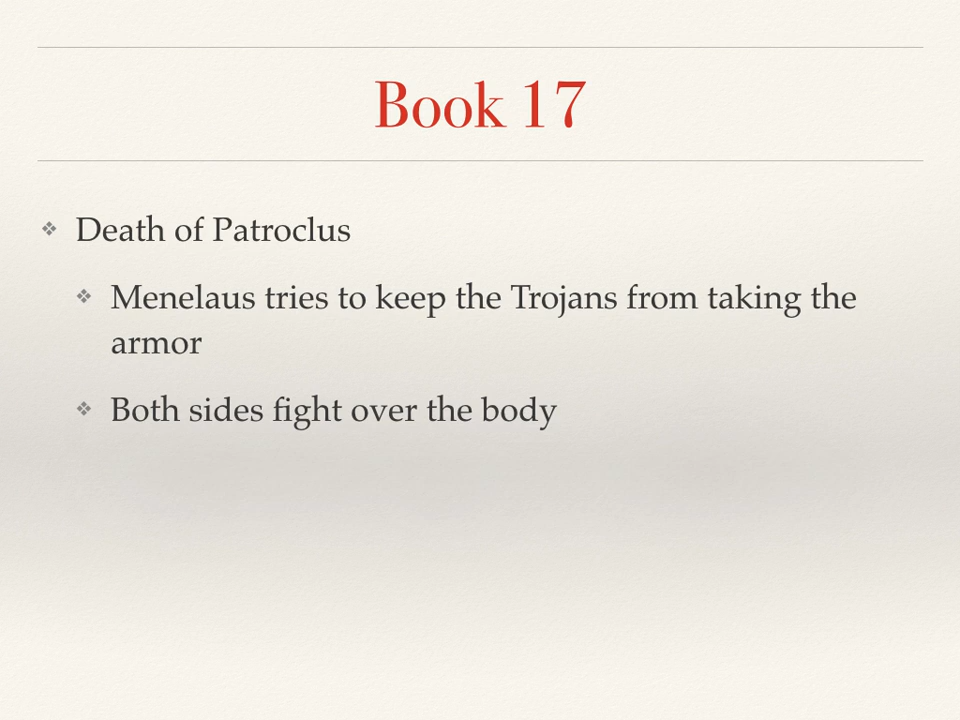 Book 17
❖ Death of Patroclus
❖ Menelaus tries to keep the Trojans from taking the
armor
❖ Both sides fight over the body